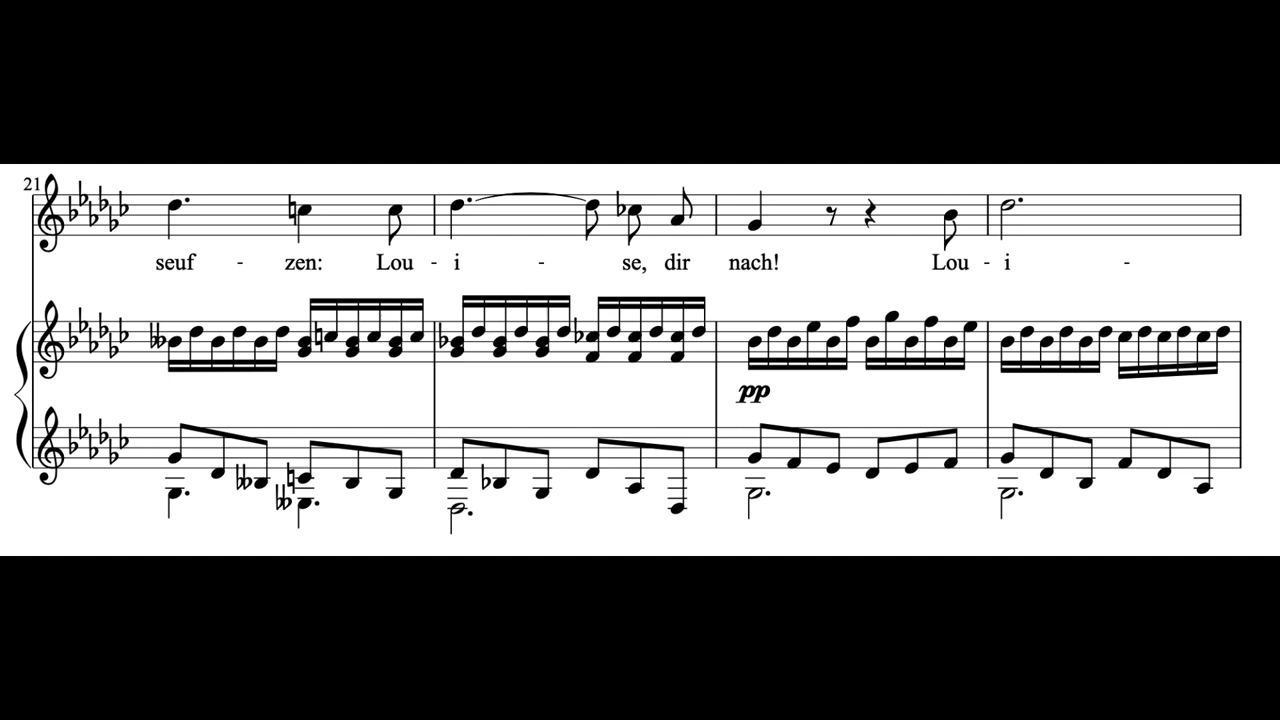 21
seuf - zen: Lou - i - se, dir nach! Lou - i -
pp